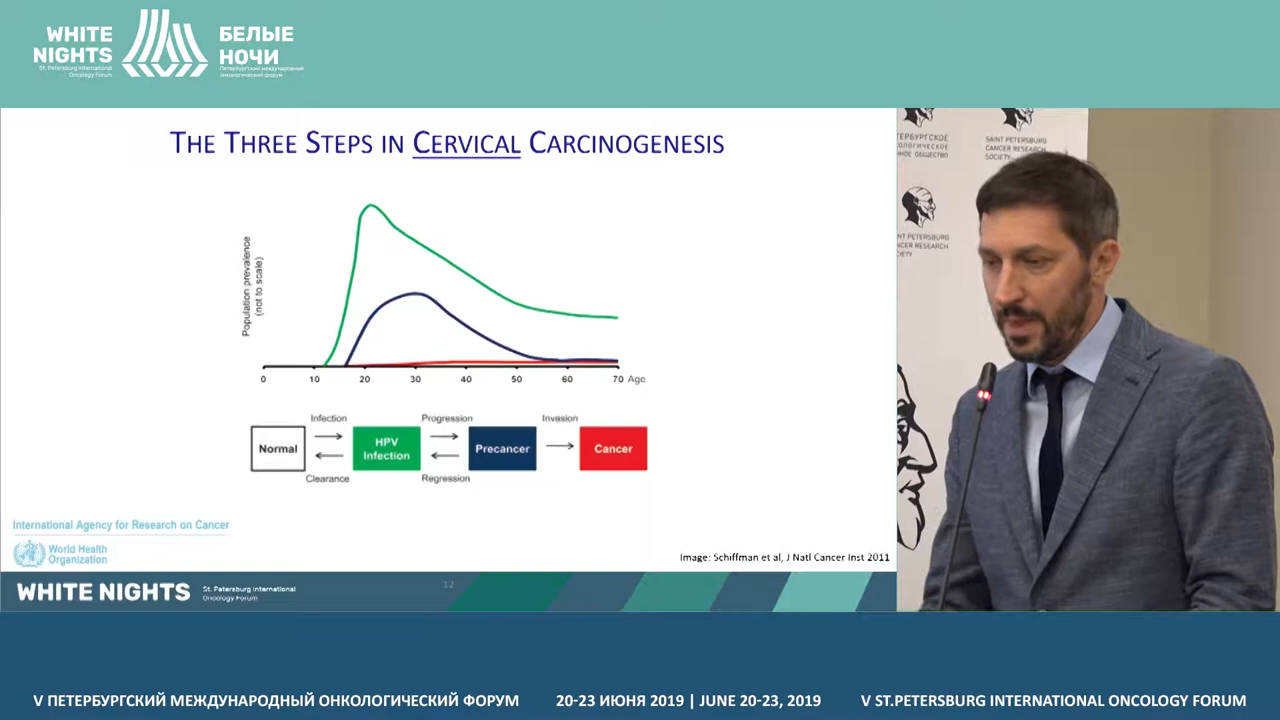 WHITE
NIGHTS
St. Petersburg International
Oncology Forum
БЕЛЫЕ
НОЧИ
Петербургский международный
онкологический форум
THE THREE STEPS IN CERVICAL CARCINOGENESIS
Population prevalence
(not to scale)
0 10 20 30 40 50 60 70 Age
Infection Progression Invasion
Normal
HPV
Infection
Precancer
Cancer
Clearance Regression
International Agency for Research on Cancer
World Health
Organization
Image: Schiffman et al, J Natl Cancer Inst 2011
WHITE NIGHTS
St. Petersburg International
Oncology Forum
12
SAINT PETERSBURG
CANCER RESEARCH
SOCIETY
V ПЕТЕРБУРГСКИЙ МЕЖДУНАРОДНЫЙ ОНКОЛОГИЧЕСКИЙ ФОРУМ
20-23 ИЮНЯ 2019 | JUNE 20-23, 2019
V ST.PETERSBURG INTERNATIONAL ONCOLOGY FORUM